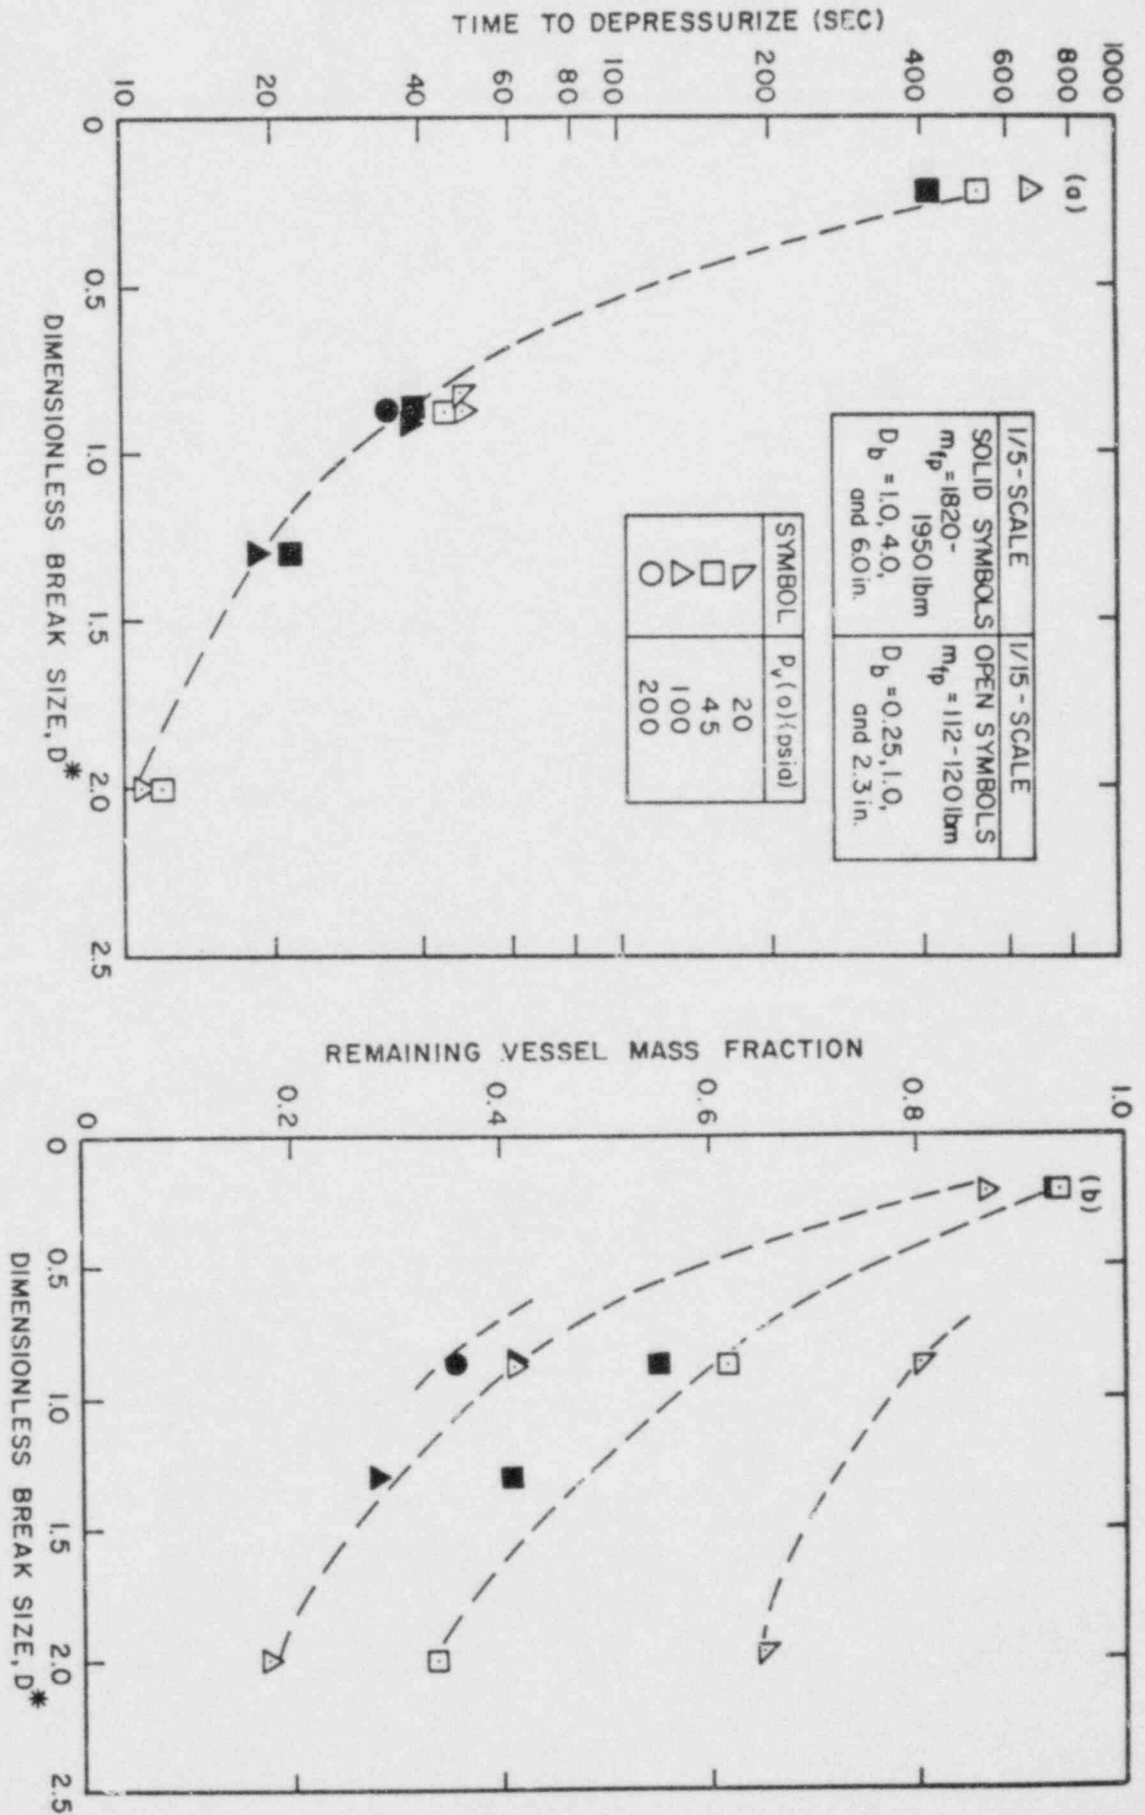 TIME TO DEPRESSURIZE (SEC)
1000
800
600
400
200
100
80
60
40
20
10
0
0.5
1.0
1.5
2.0
2.5
DIMENSIONLESS BREAK SIZE, D*
(a)
1/5-SCALE
SOLID SYMBOLS
mfp = 1820-
1950 lbm
Db = 1.0, 4.0,
and 6.0 in.
1/15-SCALE
OPEN SYMBOLS
mfp = 112-120 lbm
Db = 0.25, 1.0,
and 2.3 in.
SYMBOL Pv(o)(psia)
20
45
100
200
REMAINING VESSEL MASS FRACTION
1.0
0.8
0.6
0.4
0.2
0
0
0.5
1.0
1.5
2.0
2.5
DIMENSIONLESS BREAK SIZE, D*
(b)